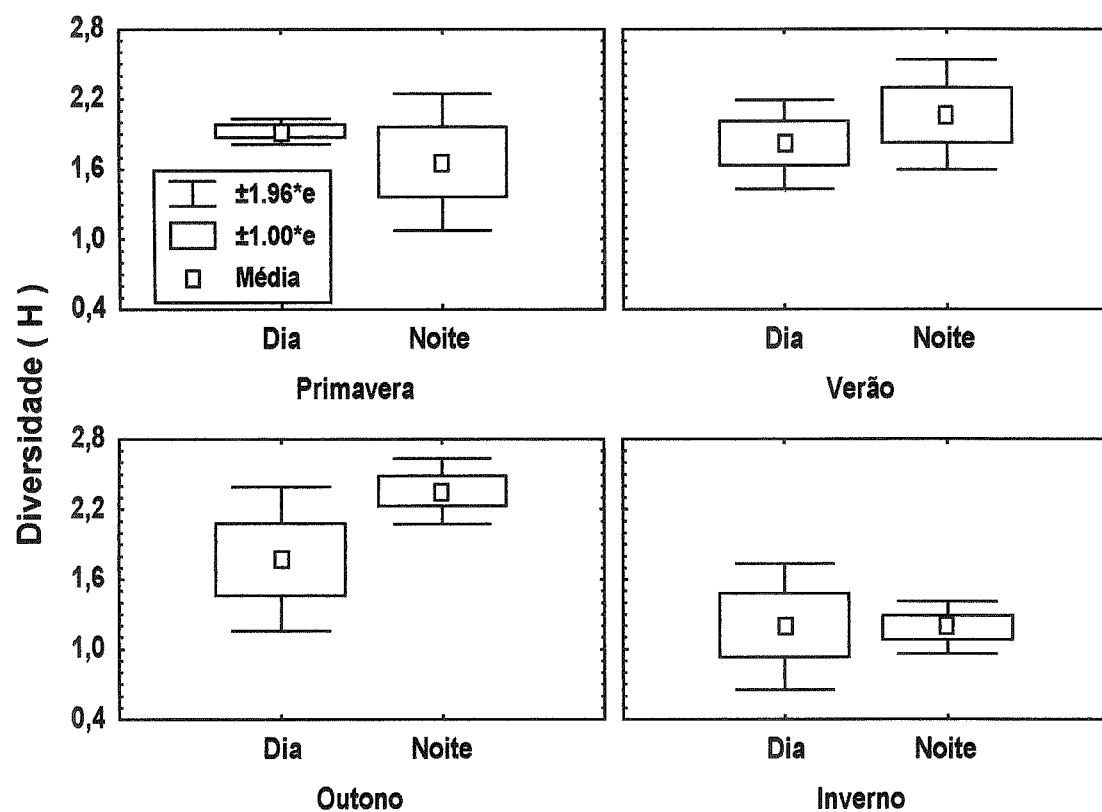 Diversidade ( H )
2,8
2,2
1,6
1,0
0,4
±1.96*e
±1.00*e
Média
Dia Noite
Primavera
Dia Noite
Verão
2,8
2,2
1,6
1,0
0,4
Dia Noite
Outono
Dia Noite
Inverno